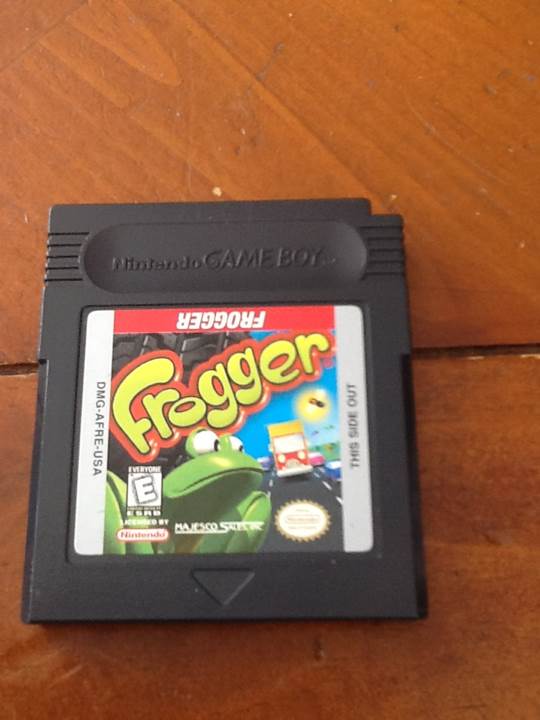 Nintendo GAME BOY
FROGGER
Frogger
DMG-AFRE-USA
THIS SIDE OUT
EVERYONE
E
ESRB
LICENSED BY
Nintendo
MAJESCO SALES INC